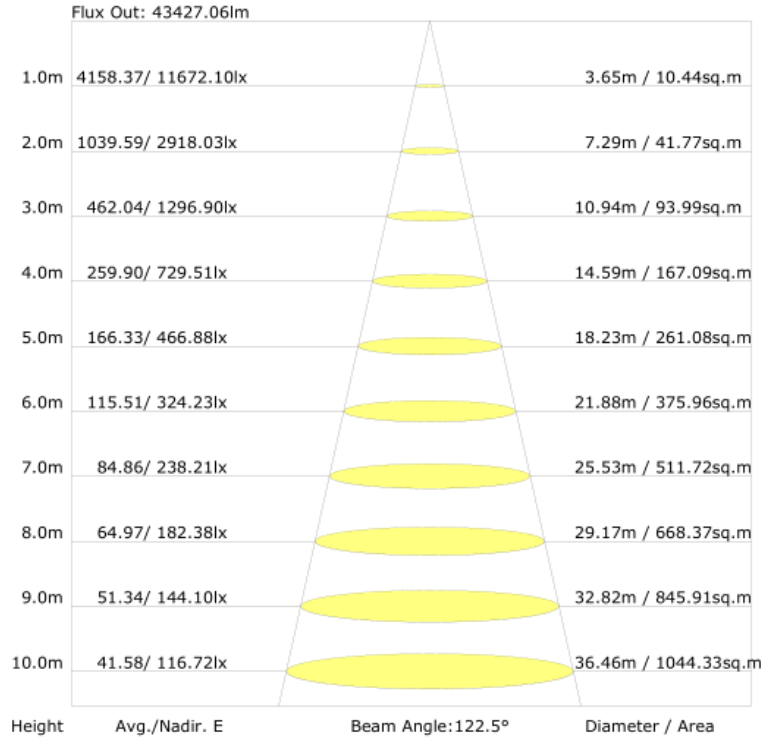 Flux Out: 43427.06lm
1.0m 4158.37/ 11672.10lx 3.65m / 10.44sq.m
2.0m 1039.59/ 2918.03lx 7.29m / 41.77sq.m
3.0m 462.04/ 1296.90lx 10.94m / 93.99sq.m
4.0m 259.90/ 729.51lx 14.59m / 167.09sq.m
5.0m 166.33/ 466.88lx 18.23m / 261.08sq.m
6.0m 115.51/ 324.23lx 21.88m / 375.96sq.m
7.0m 84.86/ 238.21lx 25.53m / 511.72sq.m
8.0m 64.97/ 182.38lx 29.17m / 668.37sq.m
9.0m 51.34/ 144.10lx 32.82m / 845.91sq.m
10.0m 41.58/ 116.72lx 36.46m / 1044.33sq.m
Height Avg./Nadir. E Beam Angle:122.5° Diameter / Area